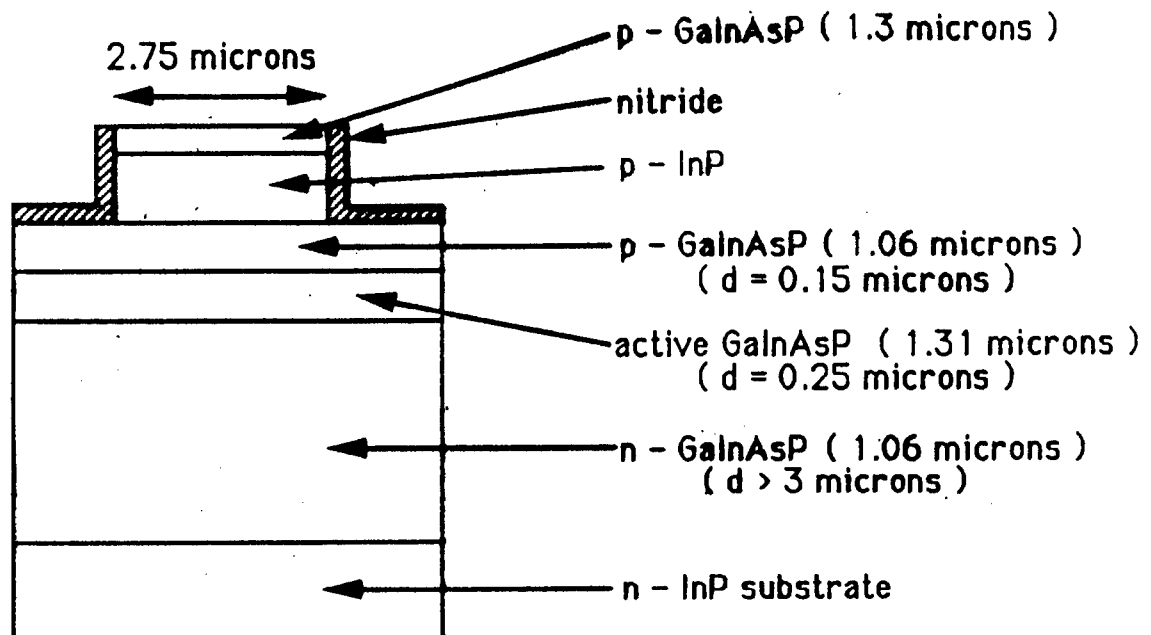 p - GaInAsP ( 1.3 microns )
2.75 microns
nitride
p - InP
p - GaInAsP ( 1.06 microns )
( d = 0.15 microns )
active GaInAsP ( 1.31 microns )
( d = 0.25 microns )
n - GaInAsP ( 1.06 microns )
( d > 3 microns )
n - InP substrate